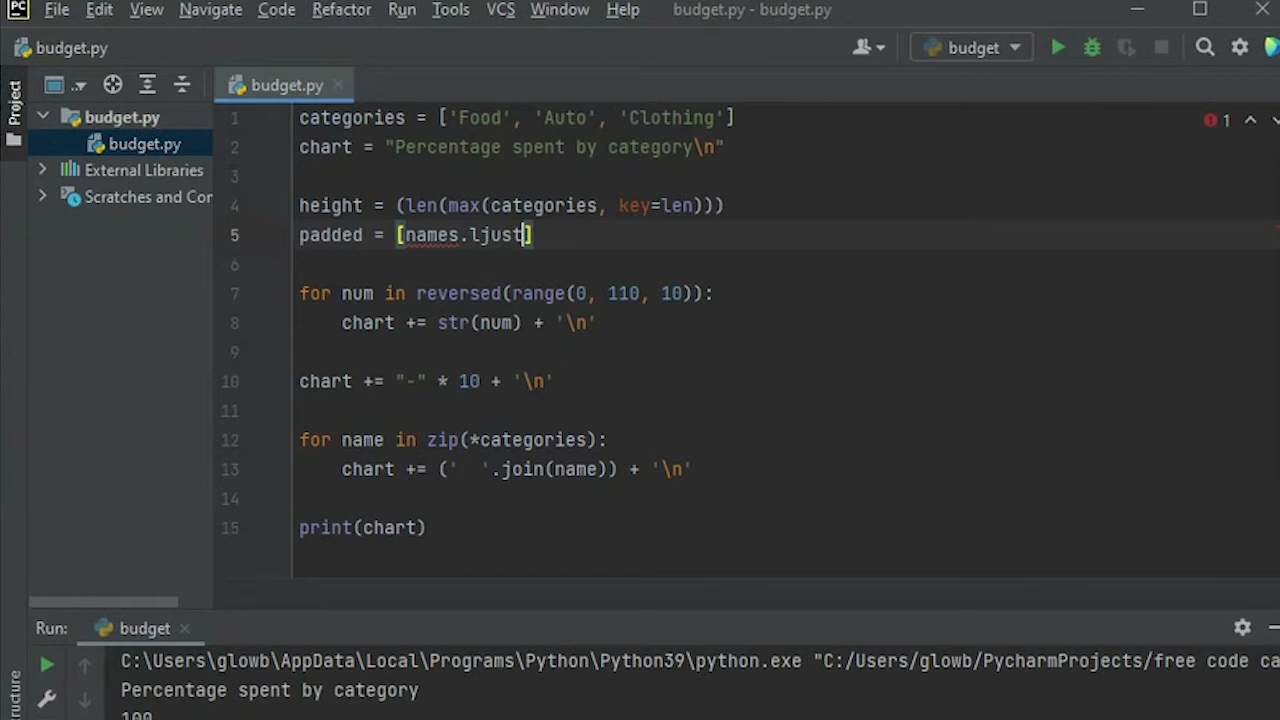 PC File Edit View Navigate Code Refactor Run Tools VCS Window Help budget.py - budget.py
budget.py budget
Project budget.py
budget.py
budget.py
External Libraries
Scratches and Cor
1 categories = ['Food', 'Auto', 'Clothing'] 1
2 chart = "Percentage spent by category\n"
3
4 height = (len(max(categories, key=len)))
5 padded = [names.ljust]
6
7 for num in reversed(range(0, 110, 10)):
8 chart += str(num) + '\n'
9
10 chart += "-" * 10 + '\n'
11
12 for name in zip(*categories):
13 chart += ('  '.join(name)) + '\n'
14
15 print(chart)
Run: budget
C:\Users\glowb\AppData\Local\Programs\Python\Python39\python.exe "C:/Users/glowb/PycharmProjects/free code ca
Percentage spent by category
100
ructure